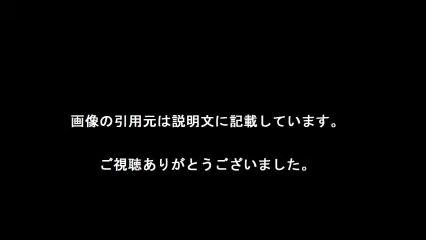 画像の引用元は説明文に記載しています。
ご視聴ありがとうございました。